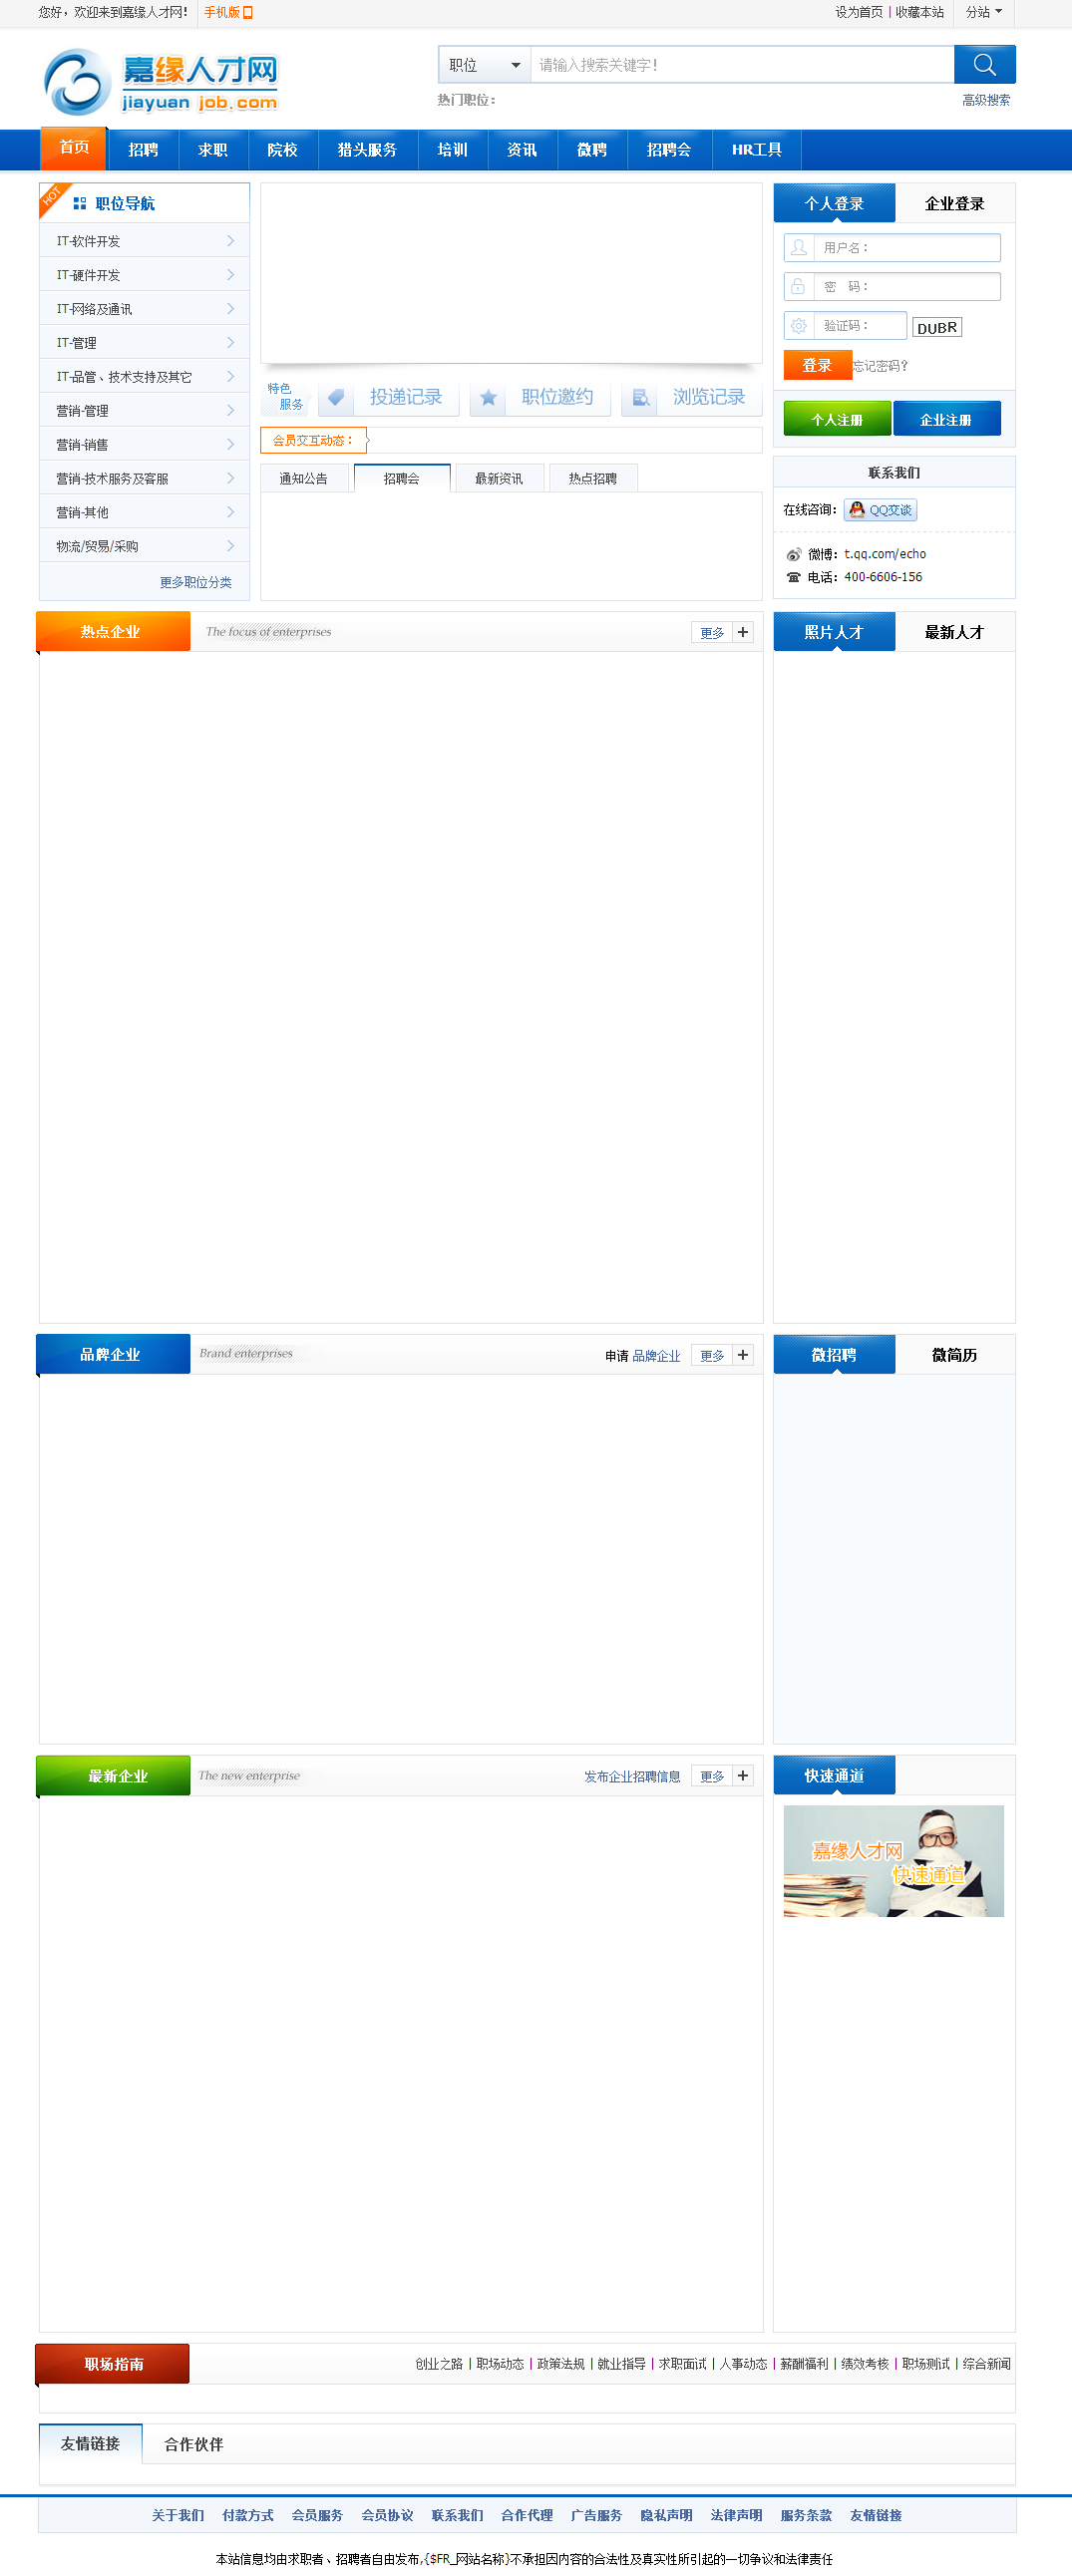 您好，欢迎来到嘉缘人才网! 手机版 设为首页 | 收藏本站 分站
嘉缘人才网
jiayuan job.com
职位 请输入搜索关键字!
热门职位： 高级搜索
首页 招聘 求职 院校 猎头服务 培训 资讯 微聘 招聘会 HR工具
HOT 职位导航
IT-软件开发
IT-硬件开发
IT-网络及通讯
IT-管理
IT-品管、技术支持及其它
营销-管理
营销-销售
营销-技术服务及客服
营销-其他
物流/贸易/采购
更多职位分类
特色
服务
投递记录 职位邀约 浏览记录
会员交互动态：
通知公告 招聘会 最新资讯 热点招聘
个人登录 企业登录
用户名：
密 码：
验证码： DUBR
登录 忘记密码?
个人注册 企业注册
联系我们
在线咨询： QQ交谈
微博： t.qq.com/echo
电话： 400-6606-156
热点企业 The focus of enterprises 更多 +
照片人才 最新人才
品牌企业 Brand enterprises 申请 品牌企业 更多 +
微招聘 微简历
最新企业 The new enterprise 发布企业招聘信息 更多 +
快速通道
嘉缘人才网
快速通道
职场指南 创业之路 | 职场动态 | 政策法规 | 就业指导 | 求职面试 | 人事动态 | 薪酬福利 | 绩效考核 | 职场测试 | 综合新闻
友情链接 合作伙伴
关于我们 付款方式 会员服务 会员协议 联系我们 合作代理 广告服务 隐私声明 法律声明 服务条款 友情链接
本站信息均由求职者、招聘者自由发布,{$FR_网站名称}不承担因内容的合法性及真实性所引起的一切争议和法律责任